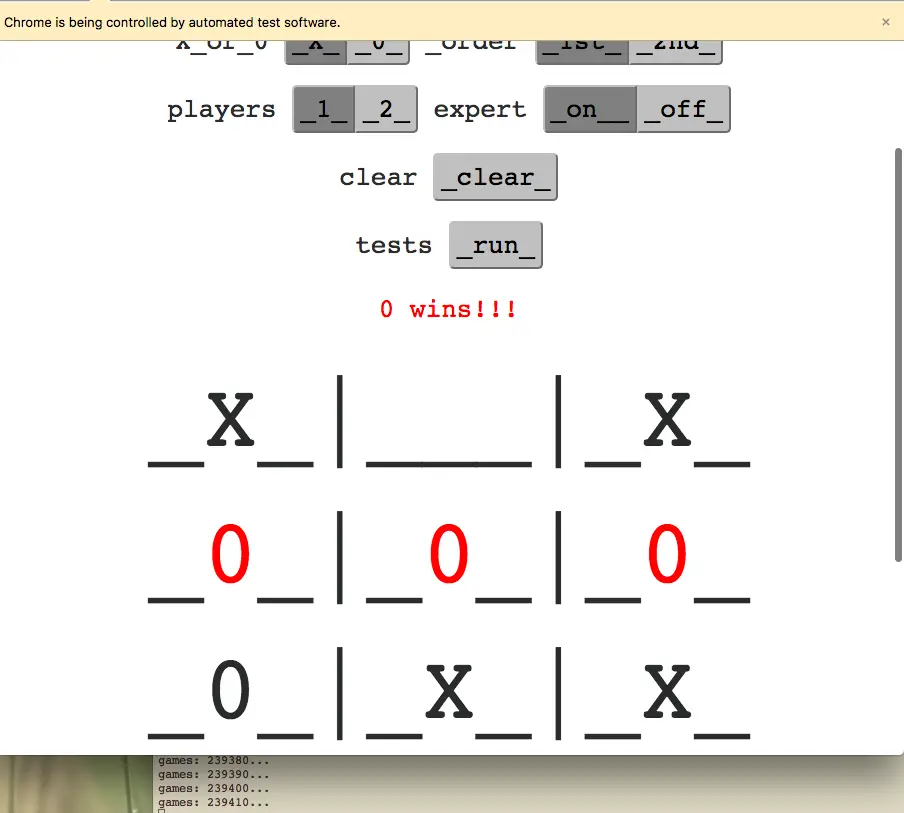 Chrome is being controlled by automated test software. ×
x_or_0 _x_ _0_ _order _1st_ _2nd_
players _1_ _2_ expert _on__ _off_
clear _clear_
tests _run_
0 wins!!!
_X_|___|_X_
_0_|_0_|_0_
_0_|_X_|_X_
games: 239380...
games: 239390...
games: 239400...
games: 239410...